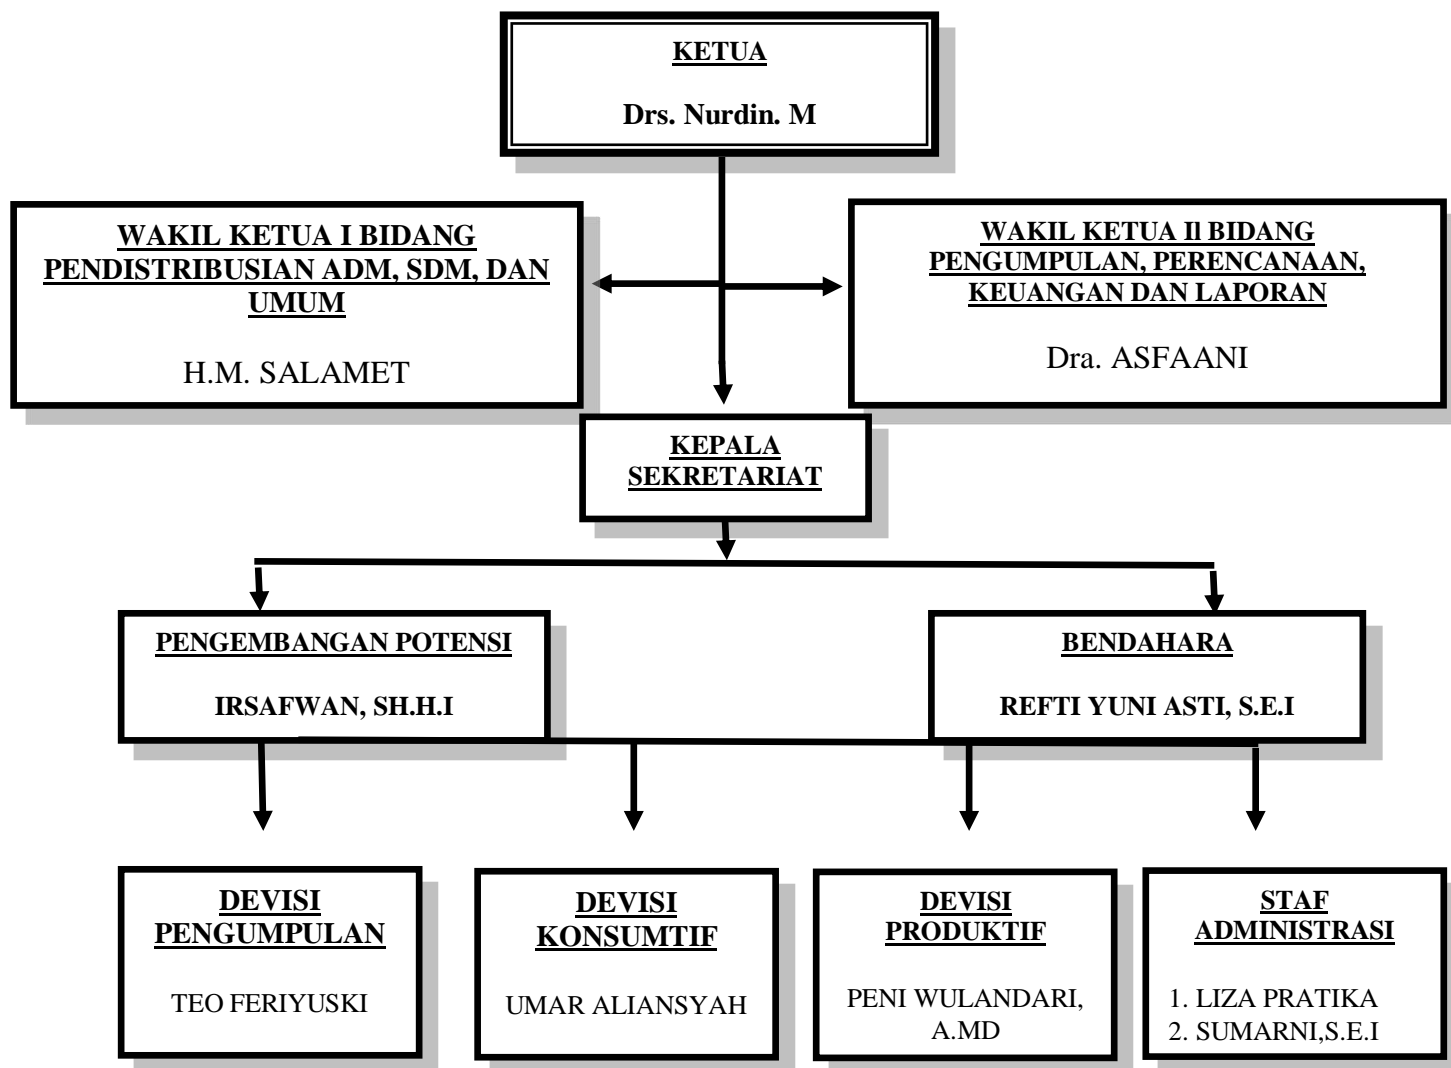 KETUA
Drs. Nurdin. M
WAKIL KETUA I BIDANG
PENDISTRIBUSIAN ADM, SDM, DAN
UMUM
H.M. SALAMET
WAKIL KETUA Il BIDANG
PENGUMPULAN, PERENCANAAN,
KEUANGAN DAN LAPORAN
Dra. ASFAANI
KEPALA
SEKRETARIAT
PENGEMBANGAN POTENSI
IRSAFWAN, SH.H.I
BENDAHARA
REFTI YUNI ASTI, S.E.I
DEVISI
PENGUMPULAN
TEO FERIYUSKI
DEVISI
KONSUMTIF
UMAR ALIANSYAH
DEVISI
PRODUKTIF
PENI WULANDARI,
A.MD
STAF
ADMINISTRASI
1. LIZA PRATIKA
2. SUMARNI,S.E.I